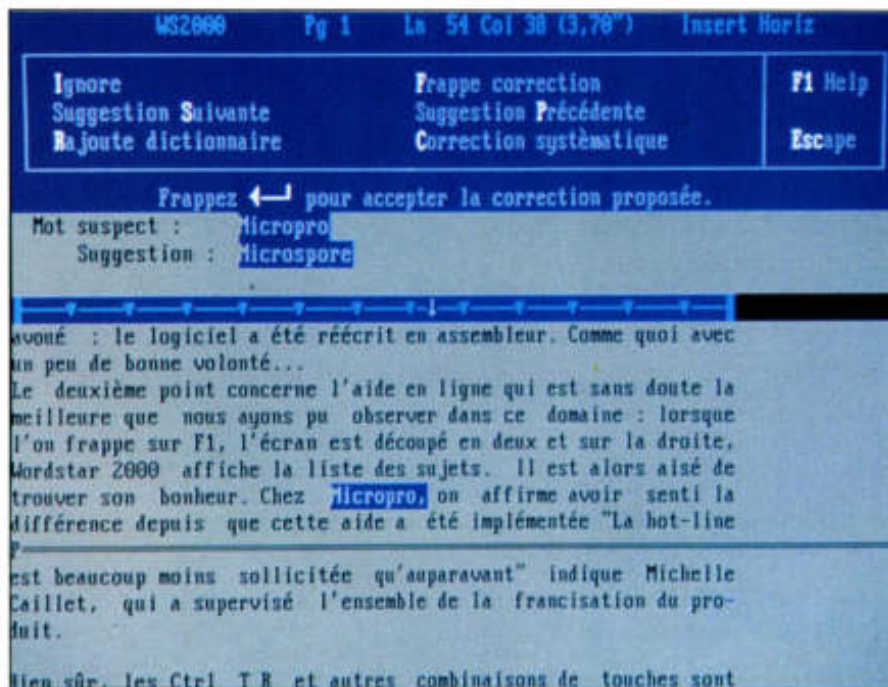 WS2000 Pg 1 Ln 54 Col 38 (3,70") Insert Horiz
Ignore Frappe correction F1 Help
Suggestion Suivante Suggestion Précédente
Rajoute dictionnaire Correction systèmatique Escape
Frappez pour accepter la correction proposée.
Mot suspect : Micropro
Suggestion : Microspore
avoué : le logiciel a été réécrit en assembleur. Comme quoi avec
un peu de bonne volonté...
Le deuxième point concerne l'aide en ligne qui est sans doute la
meilleure que nous ayons pu observer dans ce domaine : lorsque
l'on frappe sur F1, l'écran est découpé en deux et sur la droite,
Wordstar 2000 affiche la liste des sujets. Il est alors aisé de
trouver son bonheur. Chez Micropro, on affirme avoir senti la
différence depuis que cette aide a été implémentée "La hot-line
P
est beaucoup moins sollicitée qu'auparavant" indique Michelle
Caillet, qui a supervisé l'ensemble de la francisation du pro-
duit.
Bien sûr, les Ctrl T R et autres combinaisons de touches sont